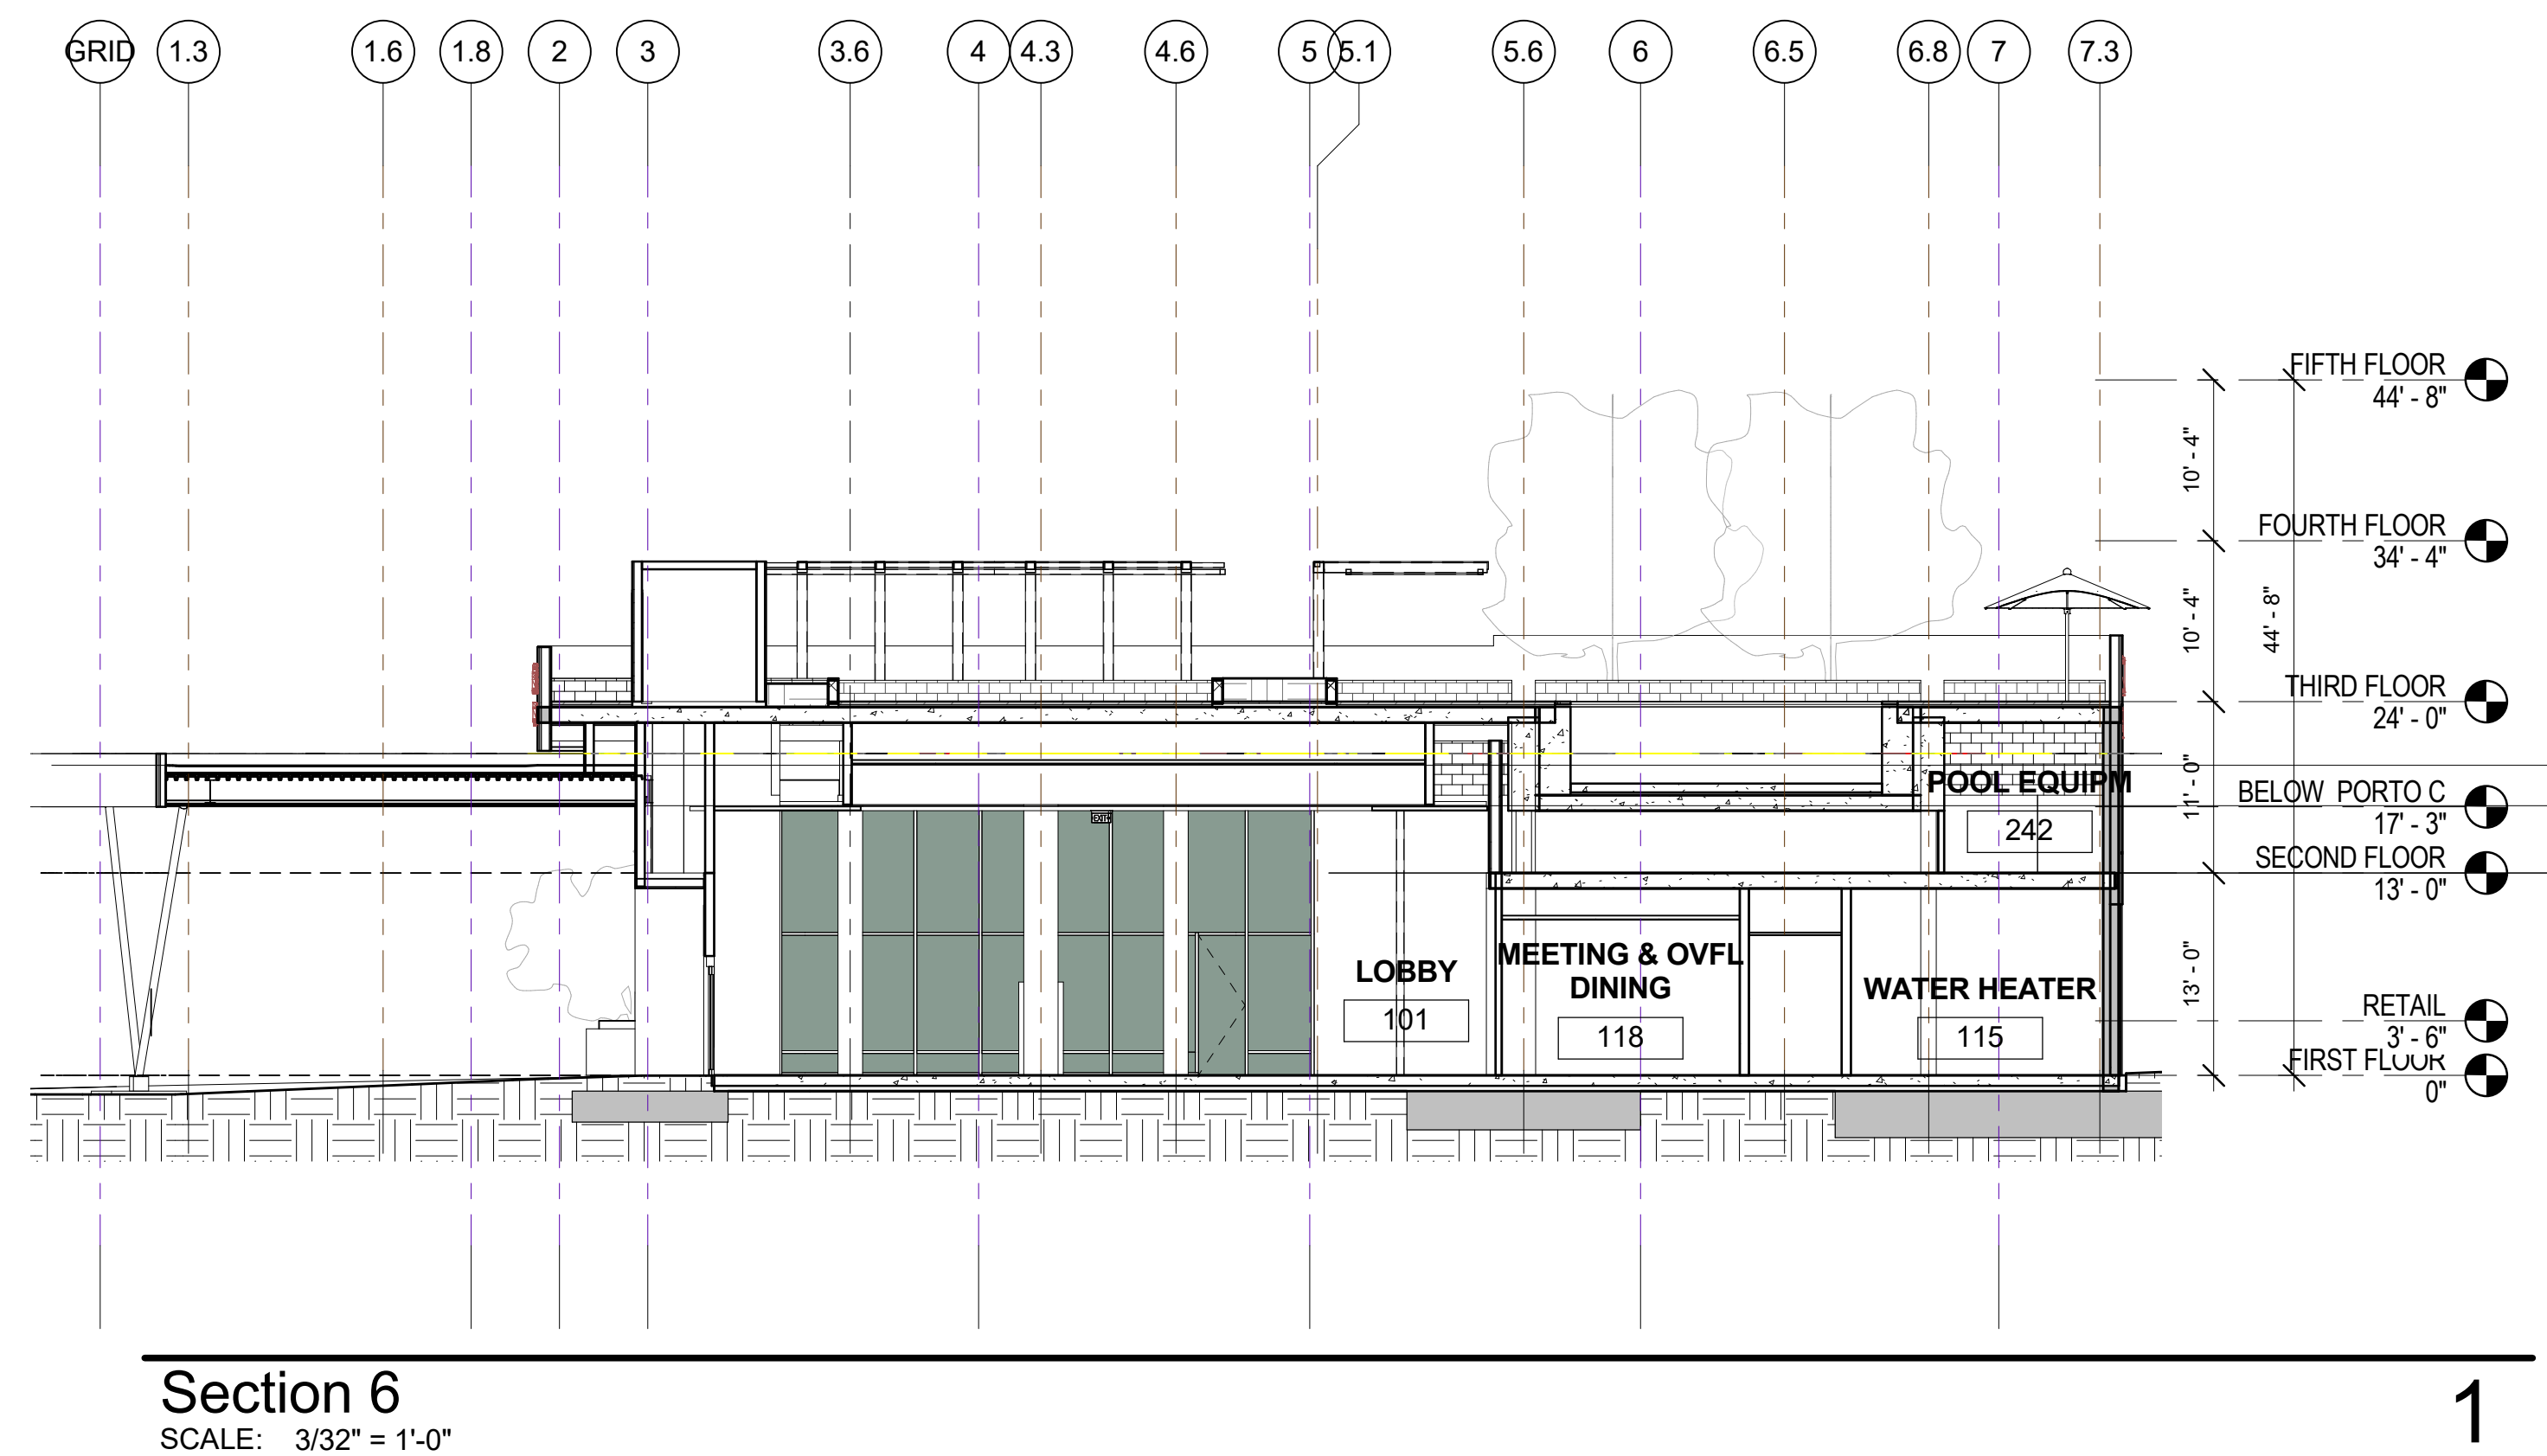 GRID 1.3 1.6 1.8 2 3 3.6 4 4.3 4.6 5 5.1 5.6 6 6.5 6.8 7 7.3
FIFTH FLOOR
44' - 8"
10' - 4"
FOURTH FLOOR
34' - 4"
10' - 4"
44' - 8"
THIRD FLOOR
24' - 0"
11' - 0"
BELOW PORTO C
17' - 3"
SECOND FLOOR
13' - 0"
13' - 0"
RETAIL
3' - 6"
FIRST FLOOR
0"
POOL EQUIPM
242
EXIT
LOBBY
101
MEETING & OVFL
DINING
118
WATER HEATER
115
Section 6
1
SCALE: 3/32" = 1'-0"